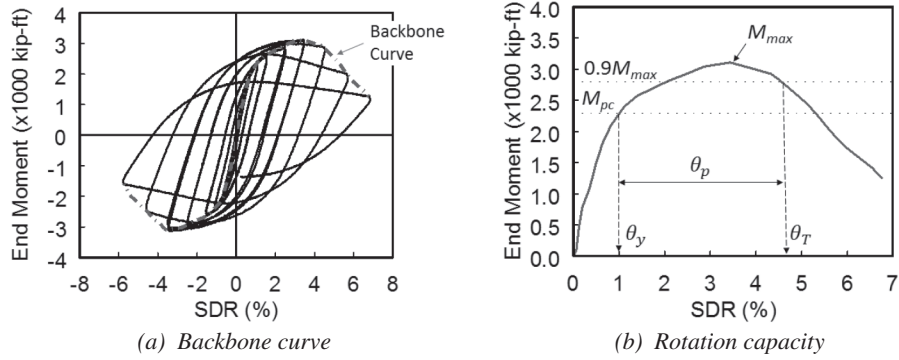 End Moment (x1000 kip-ft)
4
3
2
1
0
-1
-2
-3
-4
-8 -6 -4 -2 0 2 4 6 8
SDR (%)
Backbone
Curve
(a) Backbone curve
End Moment (x1000 kip-ft)
4.0
3.5
3.0
2.5
2.0
1.5
1.0
0.5
0.0
0 1 2 3 4 5 6 7
SDR (%)
M_max
0.9M_max
M_pc
θ_p
θ_y
θ_T
(b) Rotation capacity